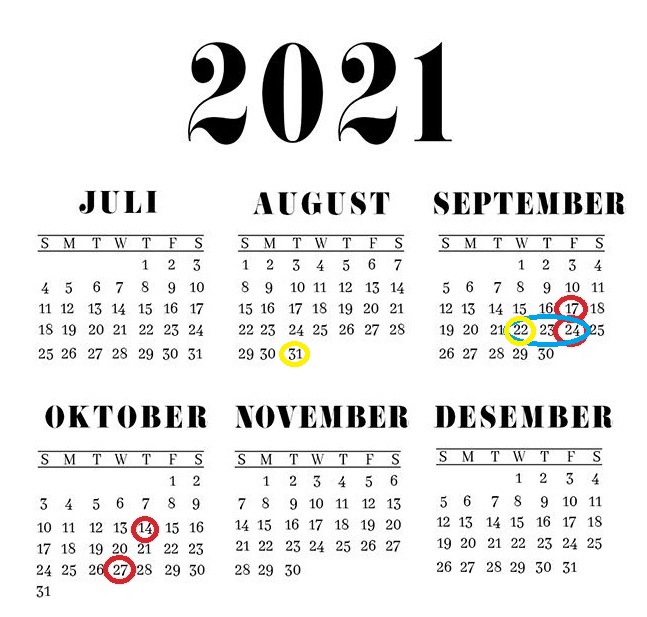 2021
JULI AUGUST SEPTEMBER
S M T W T F S S M T W T F S S M T W T F S
1 2 3 1 2 3 4 5 6 7 1 2 3 4
4 5 6 7 8 9 10 8 9 10 11 12 13 14 5 6 7 8 9 10 11
11 12 13 14 15 16 17 15 16 17 18 19 20 21 12 13 14 15 16 17 18
18 19 20 21 22 23 24 22 23 24 25 26 27 28 19 20 21 22 23 24 25
25 26 27 28 29 30 31 29 30 31 26 27 28 29 30
OKTOBER NOVEMBER DESEMBER
S M T W T F S S M T W T F S S M T W T F S
1 2 1 2 3 4 5 6 1 2 3 4
3 4 5 6 7 8 9 7 8 9 10 11 12 13 5 6 7 8 9 10 11
10 11 12 13 14 15 16 14 15 16 17 18 19 20 12 13 14 15 16 17 18
17 18 19 20 21 22 23 21 22 23 24 25 26 27 19 20 21 22 23 24 25
24 25 26 27 28 29 30 28 29 30 26 27 28 29 30 31
31